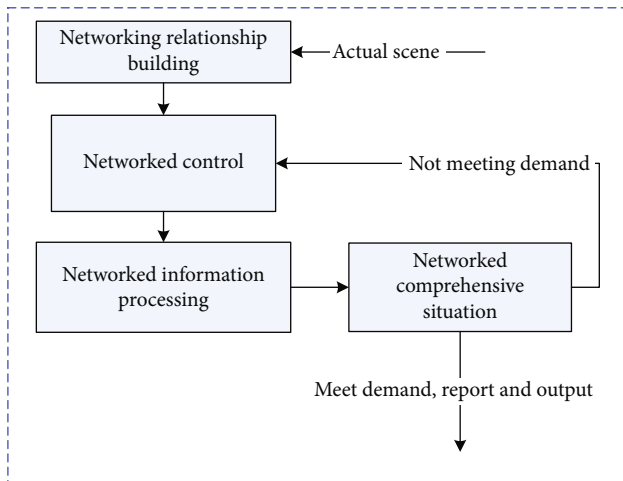 Networking relationship
building
Actual scene
Networked control
Not meeting demand
Networked information
processing
Networked
comprehensive
situation
Meet demand, report and output